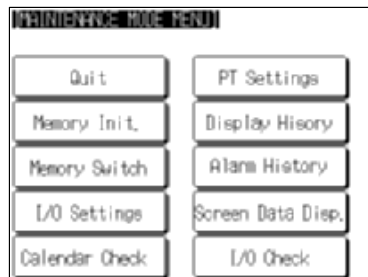 [MAINTENANCE MODE MENU]
Quit
PT Settings
Memory Init.
Display Hisory
Memory Switch
Alarm History
I/O Settings
Screen Data Disp.
Calendar Check
I/O Check